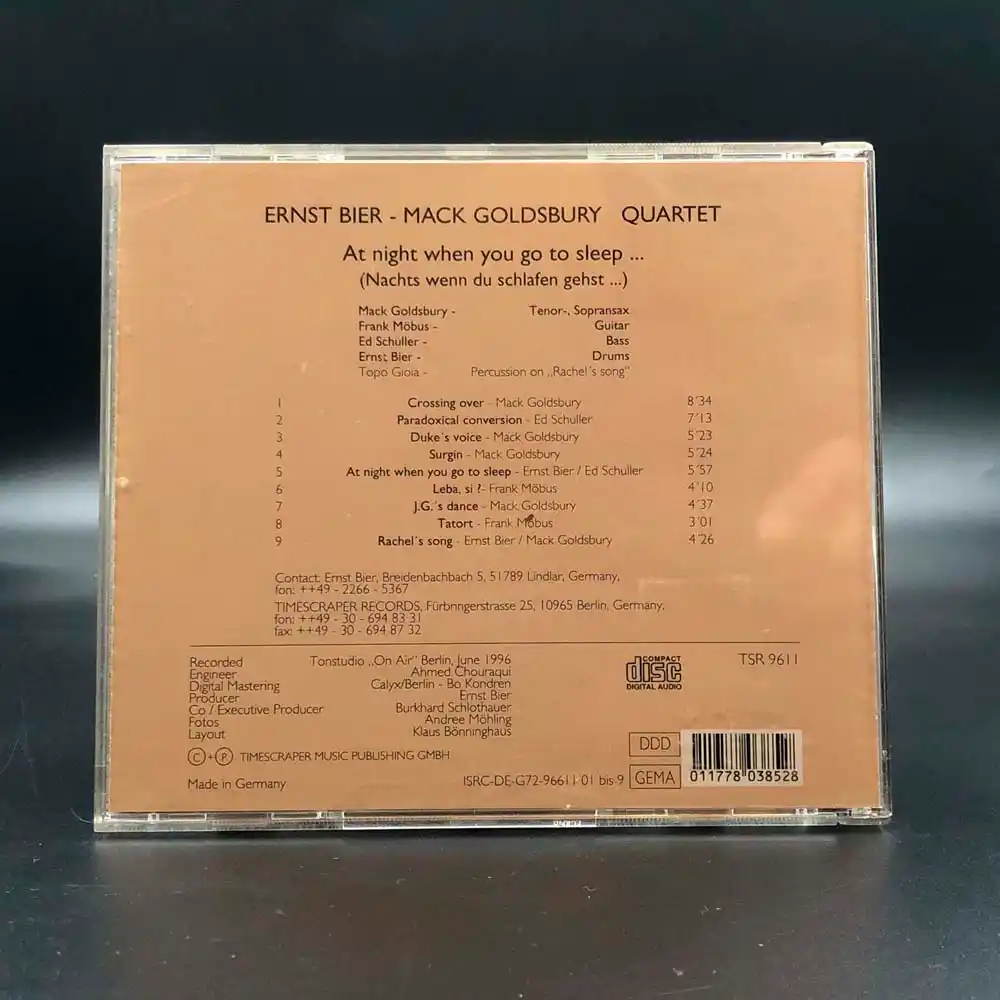 ERNST BIER - MACK GOLDSBURY QUARTET
At night when you go to sleep ...
(Nachts wenn du schlafen gehst ...)
Mack Goldsbury - Tenor-, Sopransax
Frank Möbus - Guitar
Ed Schuller - Bass
Ernst Bier - Drums
Topo Gioia - Percussion on „Rachel´s song"
1 Crossing over - Mack Goldsbury 8´34
2 Paradoxical conversion - Ed Schuller 7´13
3 Duke´s voice - Mack Goldsbury 5´23
4 Surgin - Mack Goldsbury 5´24
5 At night when you go to sleep - Ernst Bier / Ed Schuller 5´57
6 Leba, si ?- Frank Möbus 4´10
7 J.G.´s dance - Mack Goldsbury 4´37
8 Tatort - Frank Möbus 3´01
9 Rachel´s song - Ernst Bier / Mack Goldsbury 4´26
Contact: Ernst Bier, Breidenbachbach 5, 51789 Lindlar, Germany,
fon: ++49 - 2266 - 5367
TIMESCRAPER RECORDS, Fürbringerstrasse 25, 10965 Berlin, Germany,
fon: ++49 - 30 - 694 83 31
fax: ++49 - 30 - 694 87 32
Recorded Tonstudio „On Air" Berlin, June 1996
Engineer Ahmed Chouraqui
Digital Mastering Calyx/Berlin - Bo Kondren
Producer Ernst Bier
Co / Executive Producer Burkhard Schlothauer
Fotos Andree Möhling
Layout Klaus Bönninghaus
COMPACT disc DIGITAL AUDIO
TSR 9611
C + P TIMESCRAPER MUSIC PUBLISHING GMBH
DDD
Made in Germany ISRC-DE-G72-96611 01 bis 9 GEMA
011778 038528